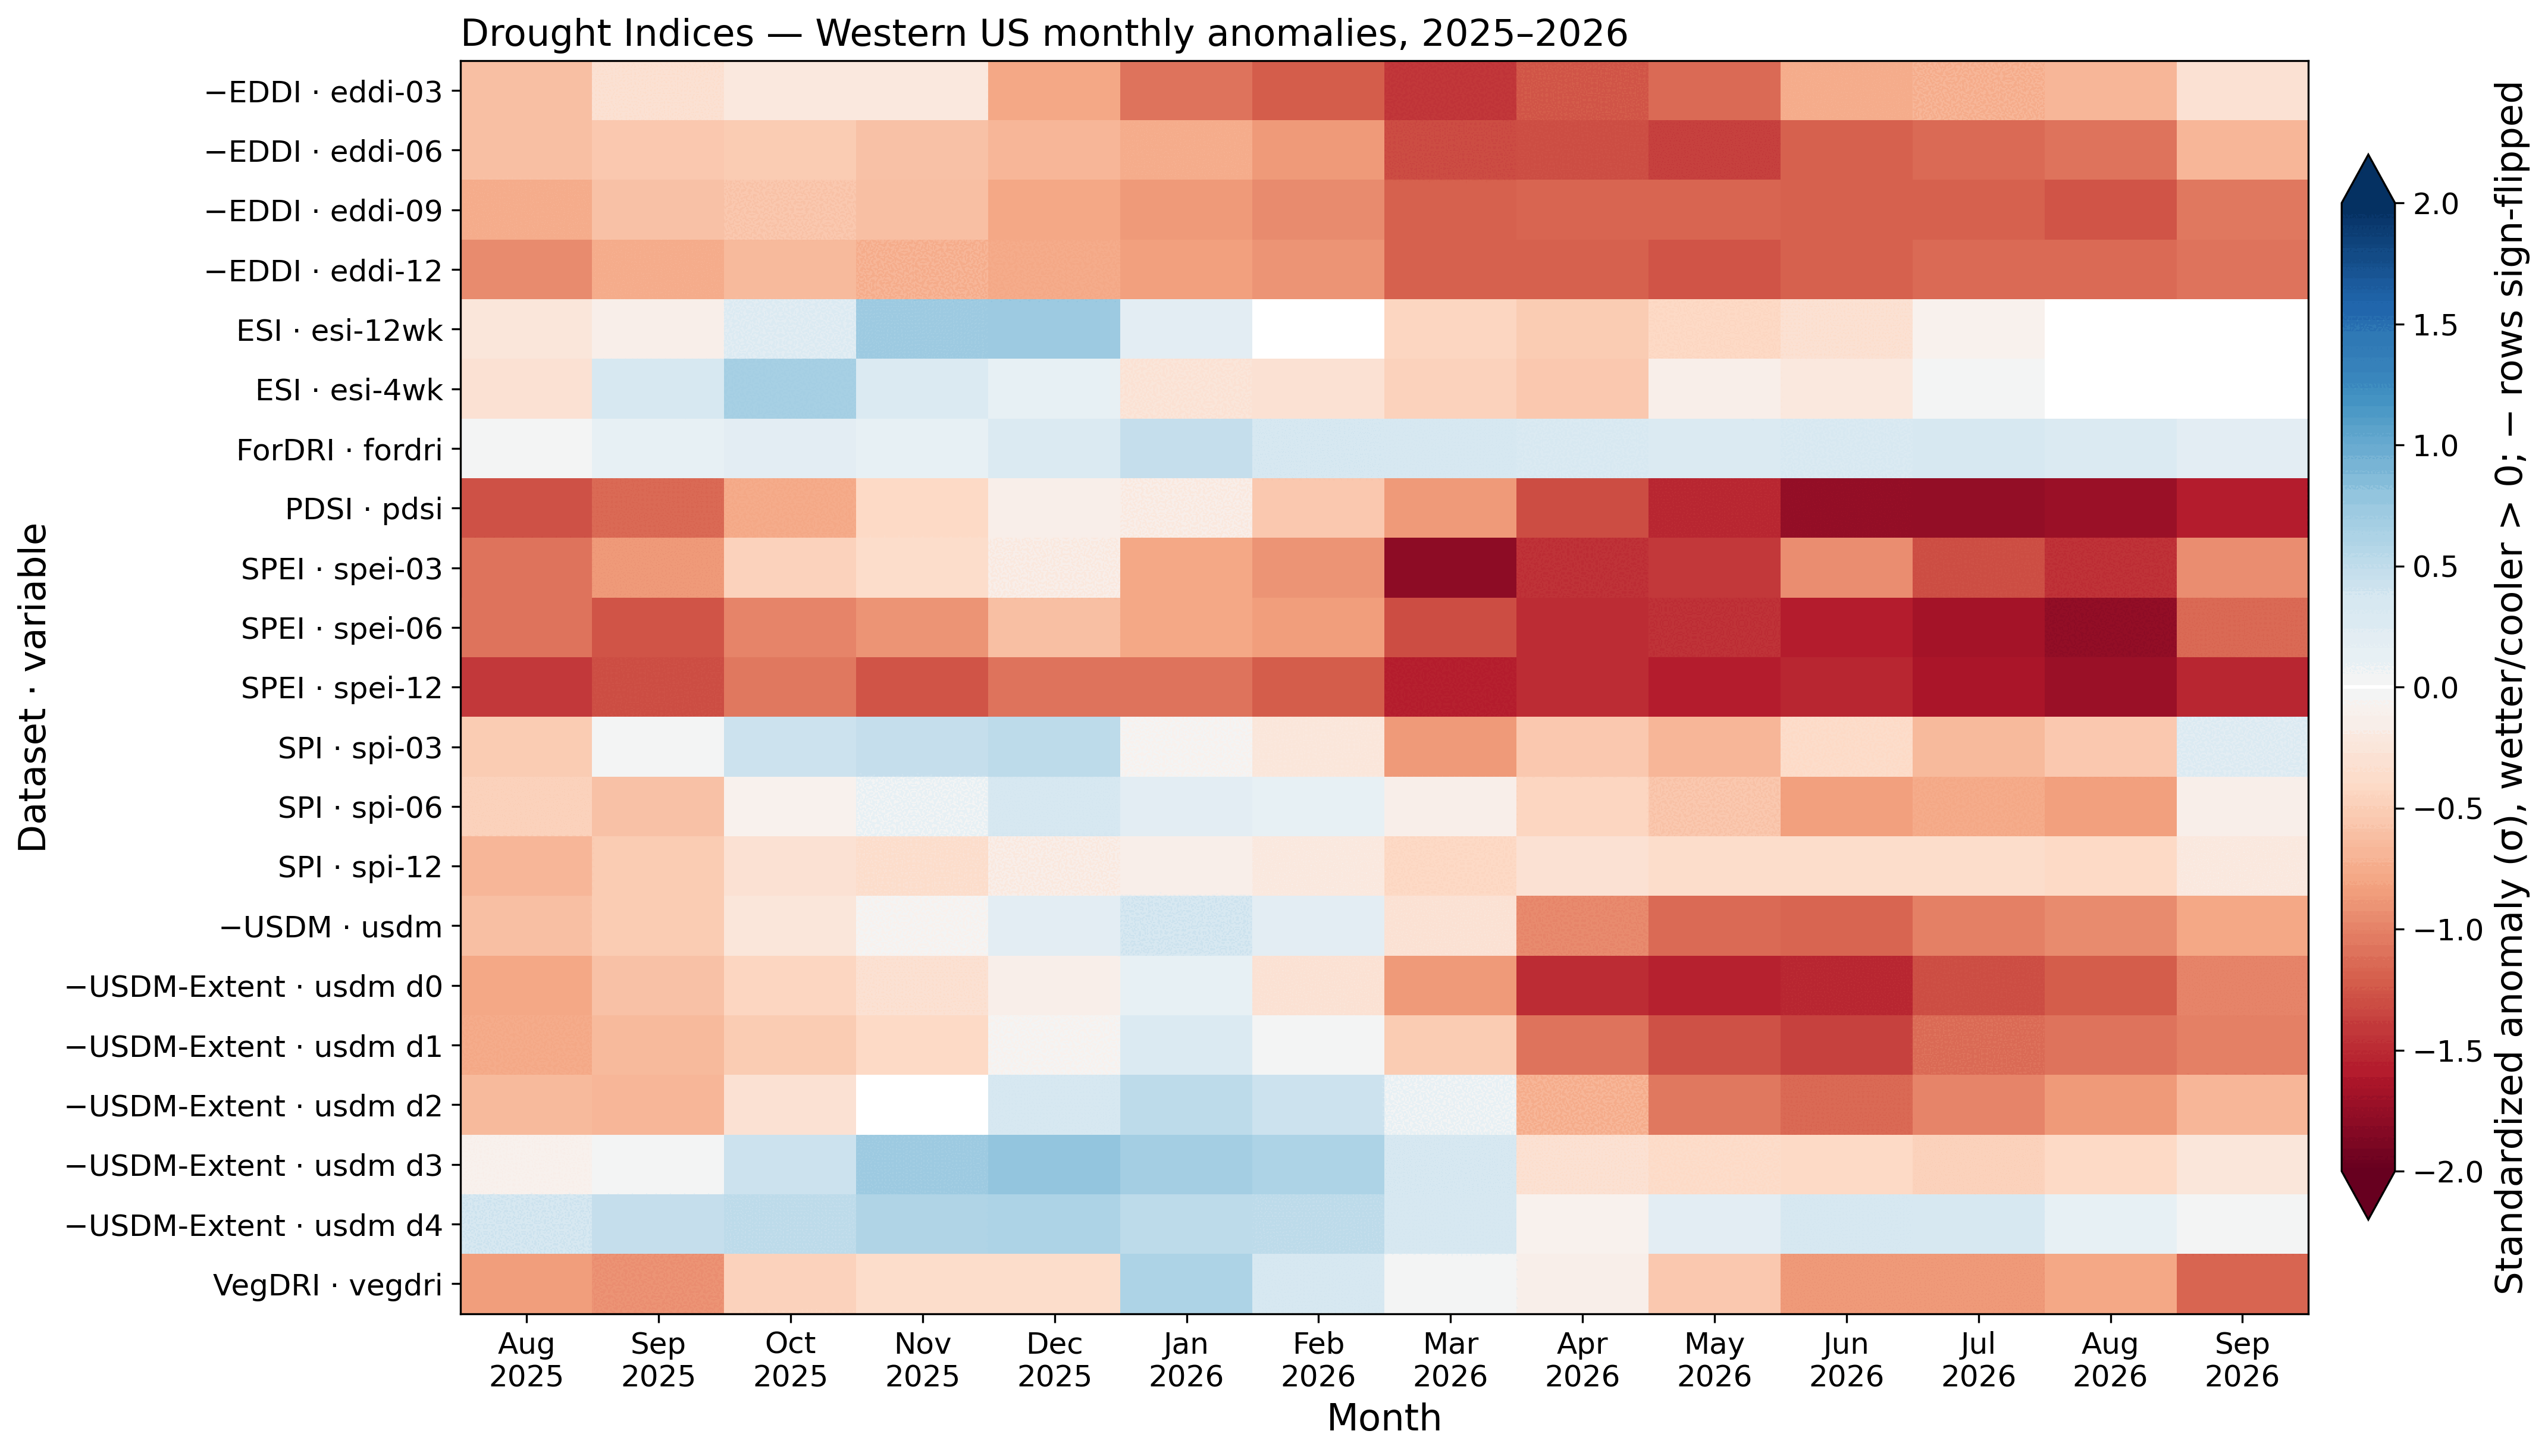 Drought Indices — Western US monthly anomalies, 2025–2026
Dataset · variable
−EDDI · eddi-03
−EDDI · eddi-06
−EDDI · eddi-09
−EDDI · eddi-12
ESI · esi-12wk
ESI · esi-4wk
ForDRI · fordri
PDSI · pdsi
SPEI · spei-03
SPEI · spei-06
SPEI · spei-12
SPI · spi-03
SPI · spi-06
SPI · spi-12
−USDM · usdm
−USDM-Extent · usdm d0
−USDM-Extent · usdm d1
−USDM-Extent · usdm d2
−USDM-Extent · usdm d3
−USDM-Extent · usdm d4
VegDRI · vegdri
Aug Sep Oct Nov Dec Jan Feb Mar Apr May Jun Jul Aug Sep
2025 2025 2025 2025 2025 2026 2026 2026 2026 2026 2026 2026 2026 2026
Month
2.0
1.5
1.0
0.5
0.0
−0.5
−1.0
−1.5
−2.0
Standardized anomaly (σ), wetter/cooler > 0; − rows sign-flipped